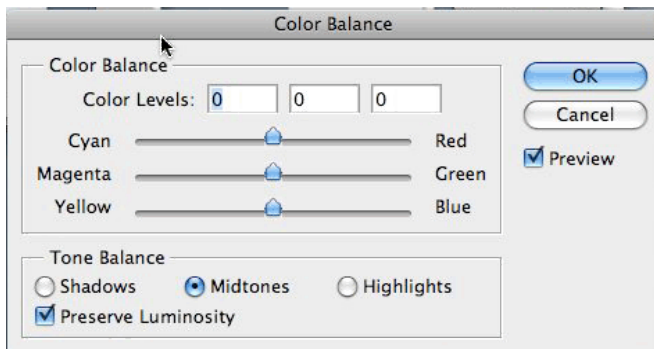 Color Balance
Color Balance
Color Levels: 0 0 0
Cyan Red
Magenta Green
Yellow Blue
Tone Balance
Shadows Midtones Highlights
Preserve Luminosity
OK
Cancel
Preview